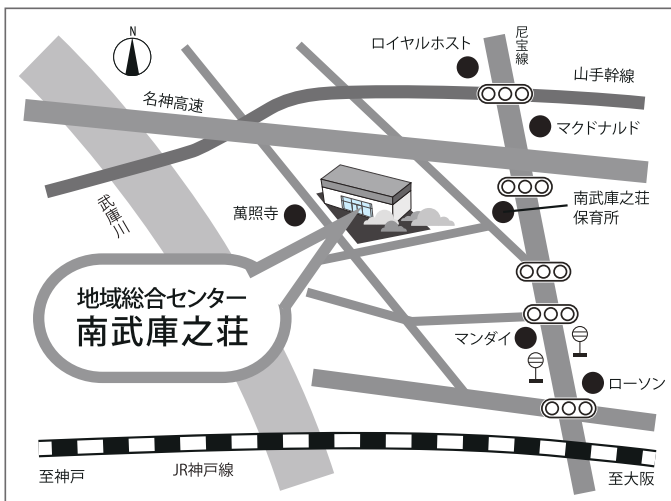 N
ロイヤルホスト
尼宝線
山手幹線
名神高速
マクドナルド
武庫川
萬照寺
南武庫之荘
保育所
地域総合センター
南武庫之荘
マンダイ
ローソン
至神戸
JR神戸線
至大阪